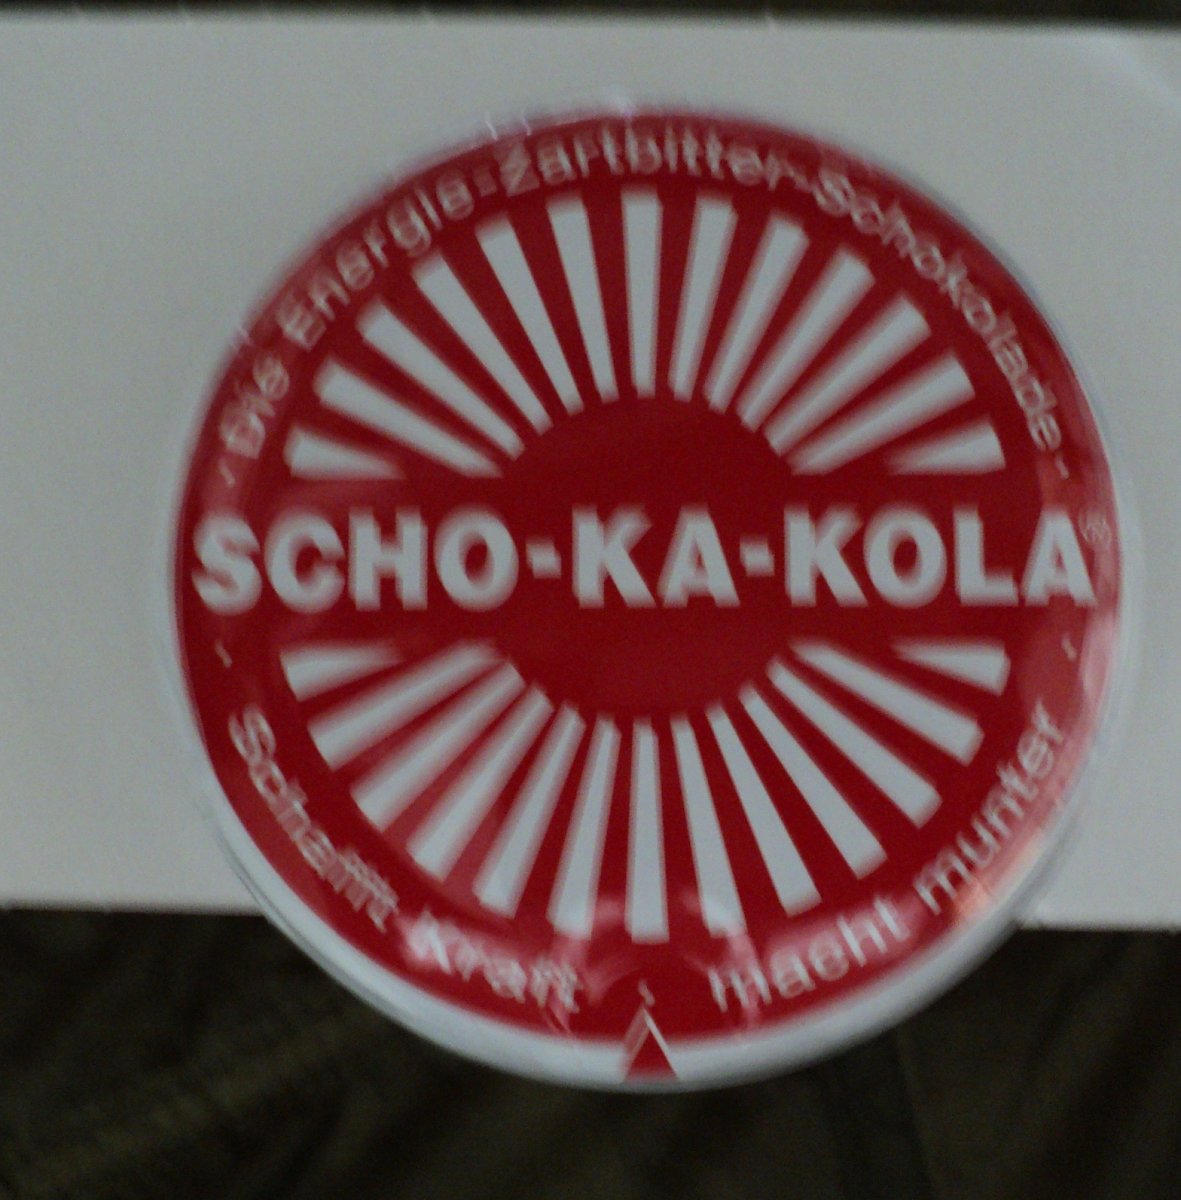 - Die Energie-Zartbitter-Schokolade -
SCHO-KA-KOLA®
- Schafft Kraft - macht munter -